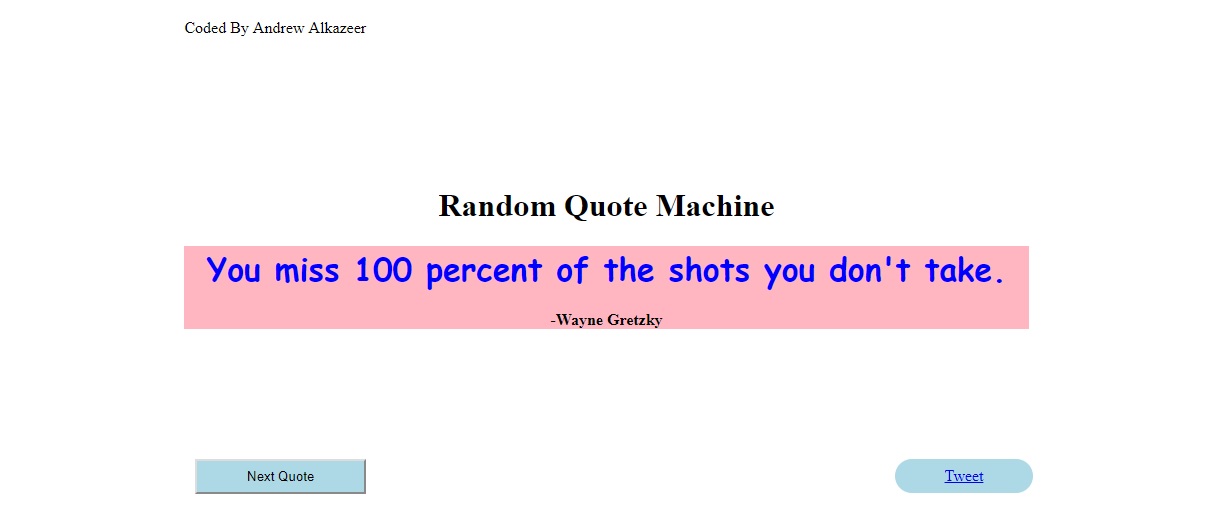 Coded By Andrew Alkazeer
Random Quote Machine
You miss 100 percent of the shots you don't take.
-Wayne Gretzky
Next Quote
Tweet